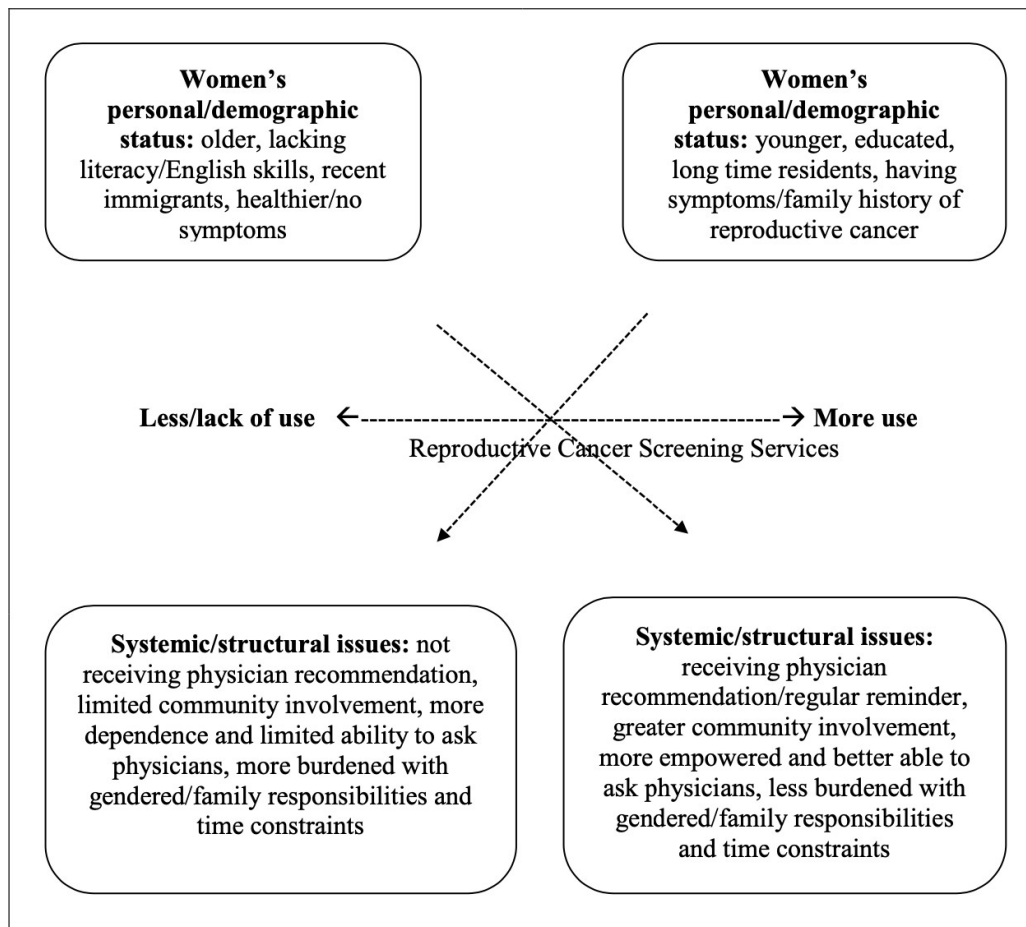 Women’s
personal/demographic
status: older, lacking
literacy/English skills, recent
immigrants, healthier/no
symptoms
Women’s
personal/demographic
status: younger, educated,
long time residents, having
symptoms/family history of
reproductive cancer
Less/lack of use
More use
Reproductive Cancer Screening Services
Systemic/structural issues: not
receiving physician recommendation,
limited community involvement, more
dependence and limited ability to ask
physicians, more burdened with
gendered/family responsibilities and
time constraints
Systemic/structural issues:
receiving physician
recommendation/regular reminder,
greater community involvement,
more empowered and better able to
ask physicians, less burdened with
gendered/family responsibilities
and time constraints